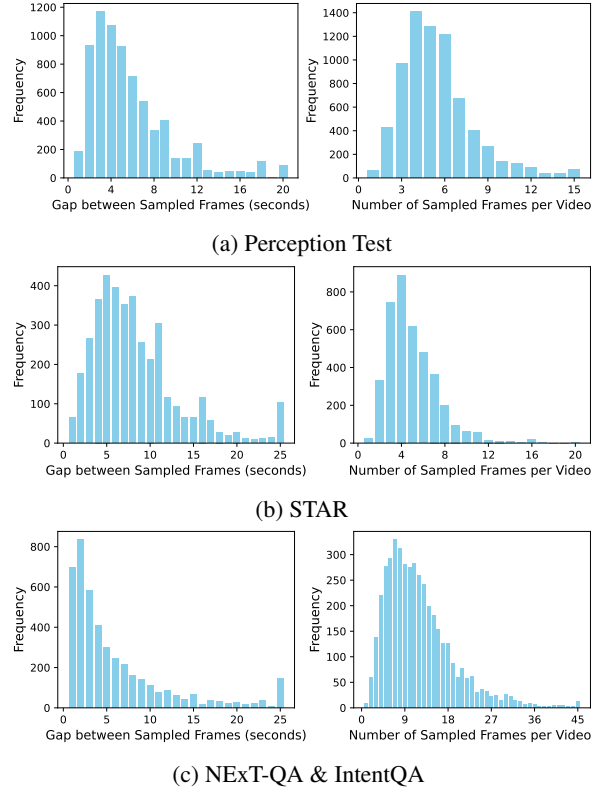 1200
1000
800
600
400
200
0
Frequency
0 4 8 12 16 20
Gap between Sampled Frames (seconds)
1400
1200
1000
800
600
400
200
0
Frequency
3 6 9 12 15
0
Number of Sampled Frames per Video
(a) Perception Test
400
300
200
100
0
Frequency
0 5 10 15 20 25
Gap between Sampled Frames (seconds)
800
600
400
200
0
Frequency
0 4 8 12 16 20
Number of Sampled Frames per Video
(b) STAR
800
600
400
200
0
Frequency
0 5 10 15 20 25
Gap between Sampled Frames (seconds)
300
250
200
150
100
50
0
Frequency
0 9 18 27 36 45
Number of Sampled Frames per Video
(c) NExT-QA & IntentQA